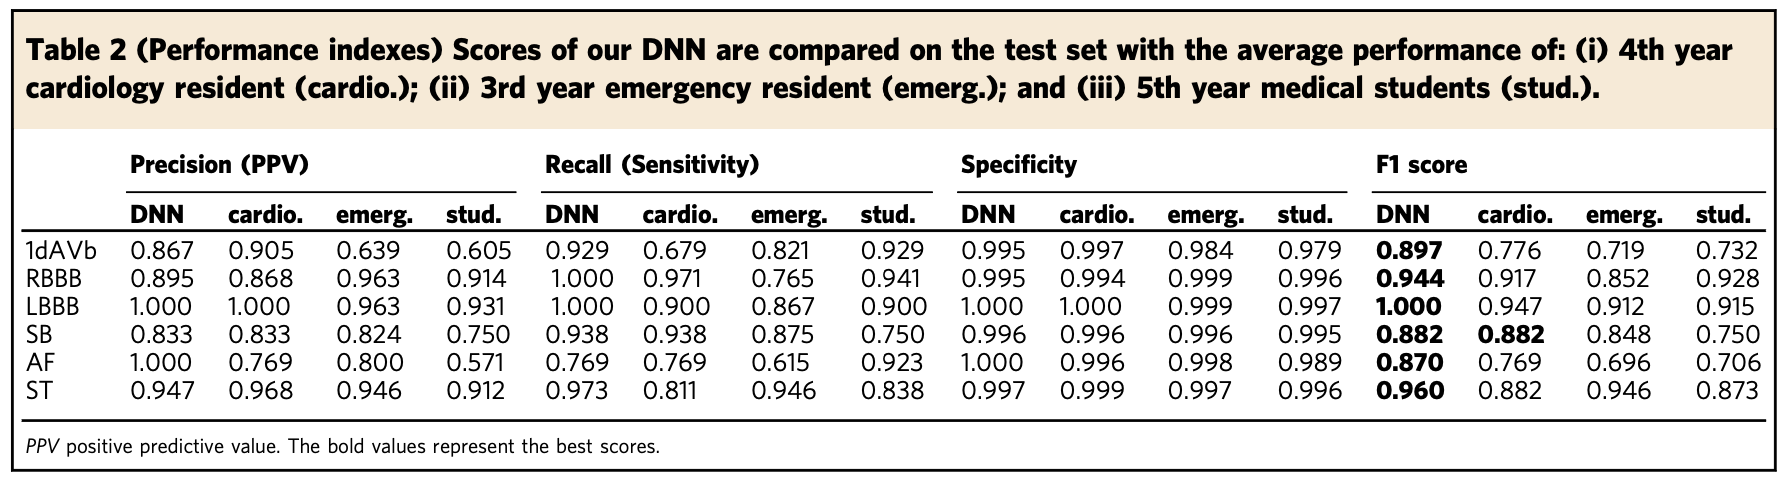 Table 2 (Performance indexes) Scores of our DNN are compared on the test set with the average performance of: (i) 4th year
cardiology resident (cardio.); (ii) 3rd year emergency resident (emerg.); and (iii) 5th year medical students (stud.).
Precision (PPV) Recall (Sensitivity) Specificity F1 score
DNN cardio. emerg. stud. DNN cardio. emerg. stud. DNN cardio. emerg. stud. DNN cardio. emerg. stud.
1dAVb 0.867 0.905 0.639 0.605 0.929 0.679 0.821 0.929 0.995 0.997 0.984 0.979 0.897 0.776 0.719 0.732
RBBB 0.895 0.868 0.963 0.914 1.000 0.971 0.765 0.941 0.995 0.994 0.999 0.996 0.944 0.917 0.852 0.928
LBBB 1.000 1.000 0.963 0.931 1.000 0.900 0.867 0.900 1.000 1.000 0.999 0.997 1.000 0.947 0.912 0.915
SB 0.833 0.833 0.824 0.750 0.938 0.938 0.875 0.750 0.996 0.996 0.996 0.995 0.882 0.882 0.848 0.750
AF 1.000 0.769 0.800 0.571 0.769 0.769 0.615 0.923 1.000 0.996 0.998 0.989 0.870 0.769 0.696 0.706
ST 0.947 0.968 0.946 0.912 0.973 0.811 0.946 0.838 0.997 0.999 0.997 0.996 0.960 0.882 0.946 0.873
PPV positive predictive value. The bold values represent the best scores.